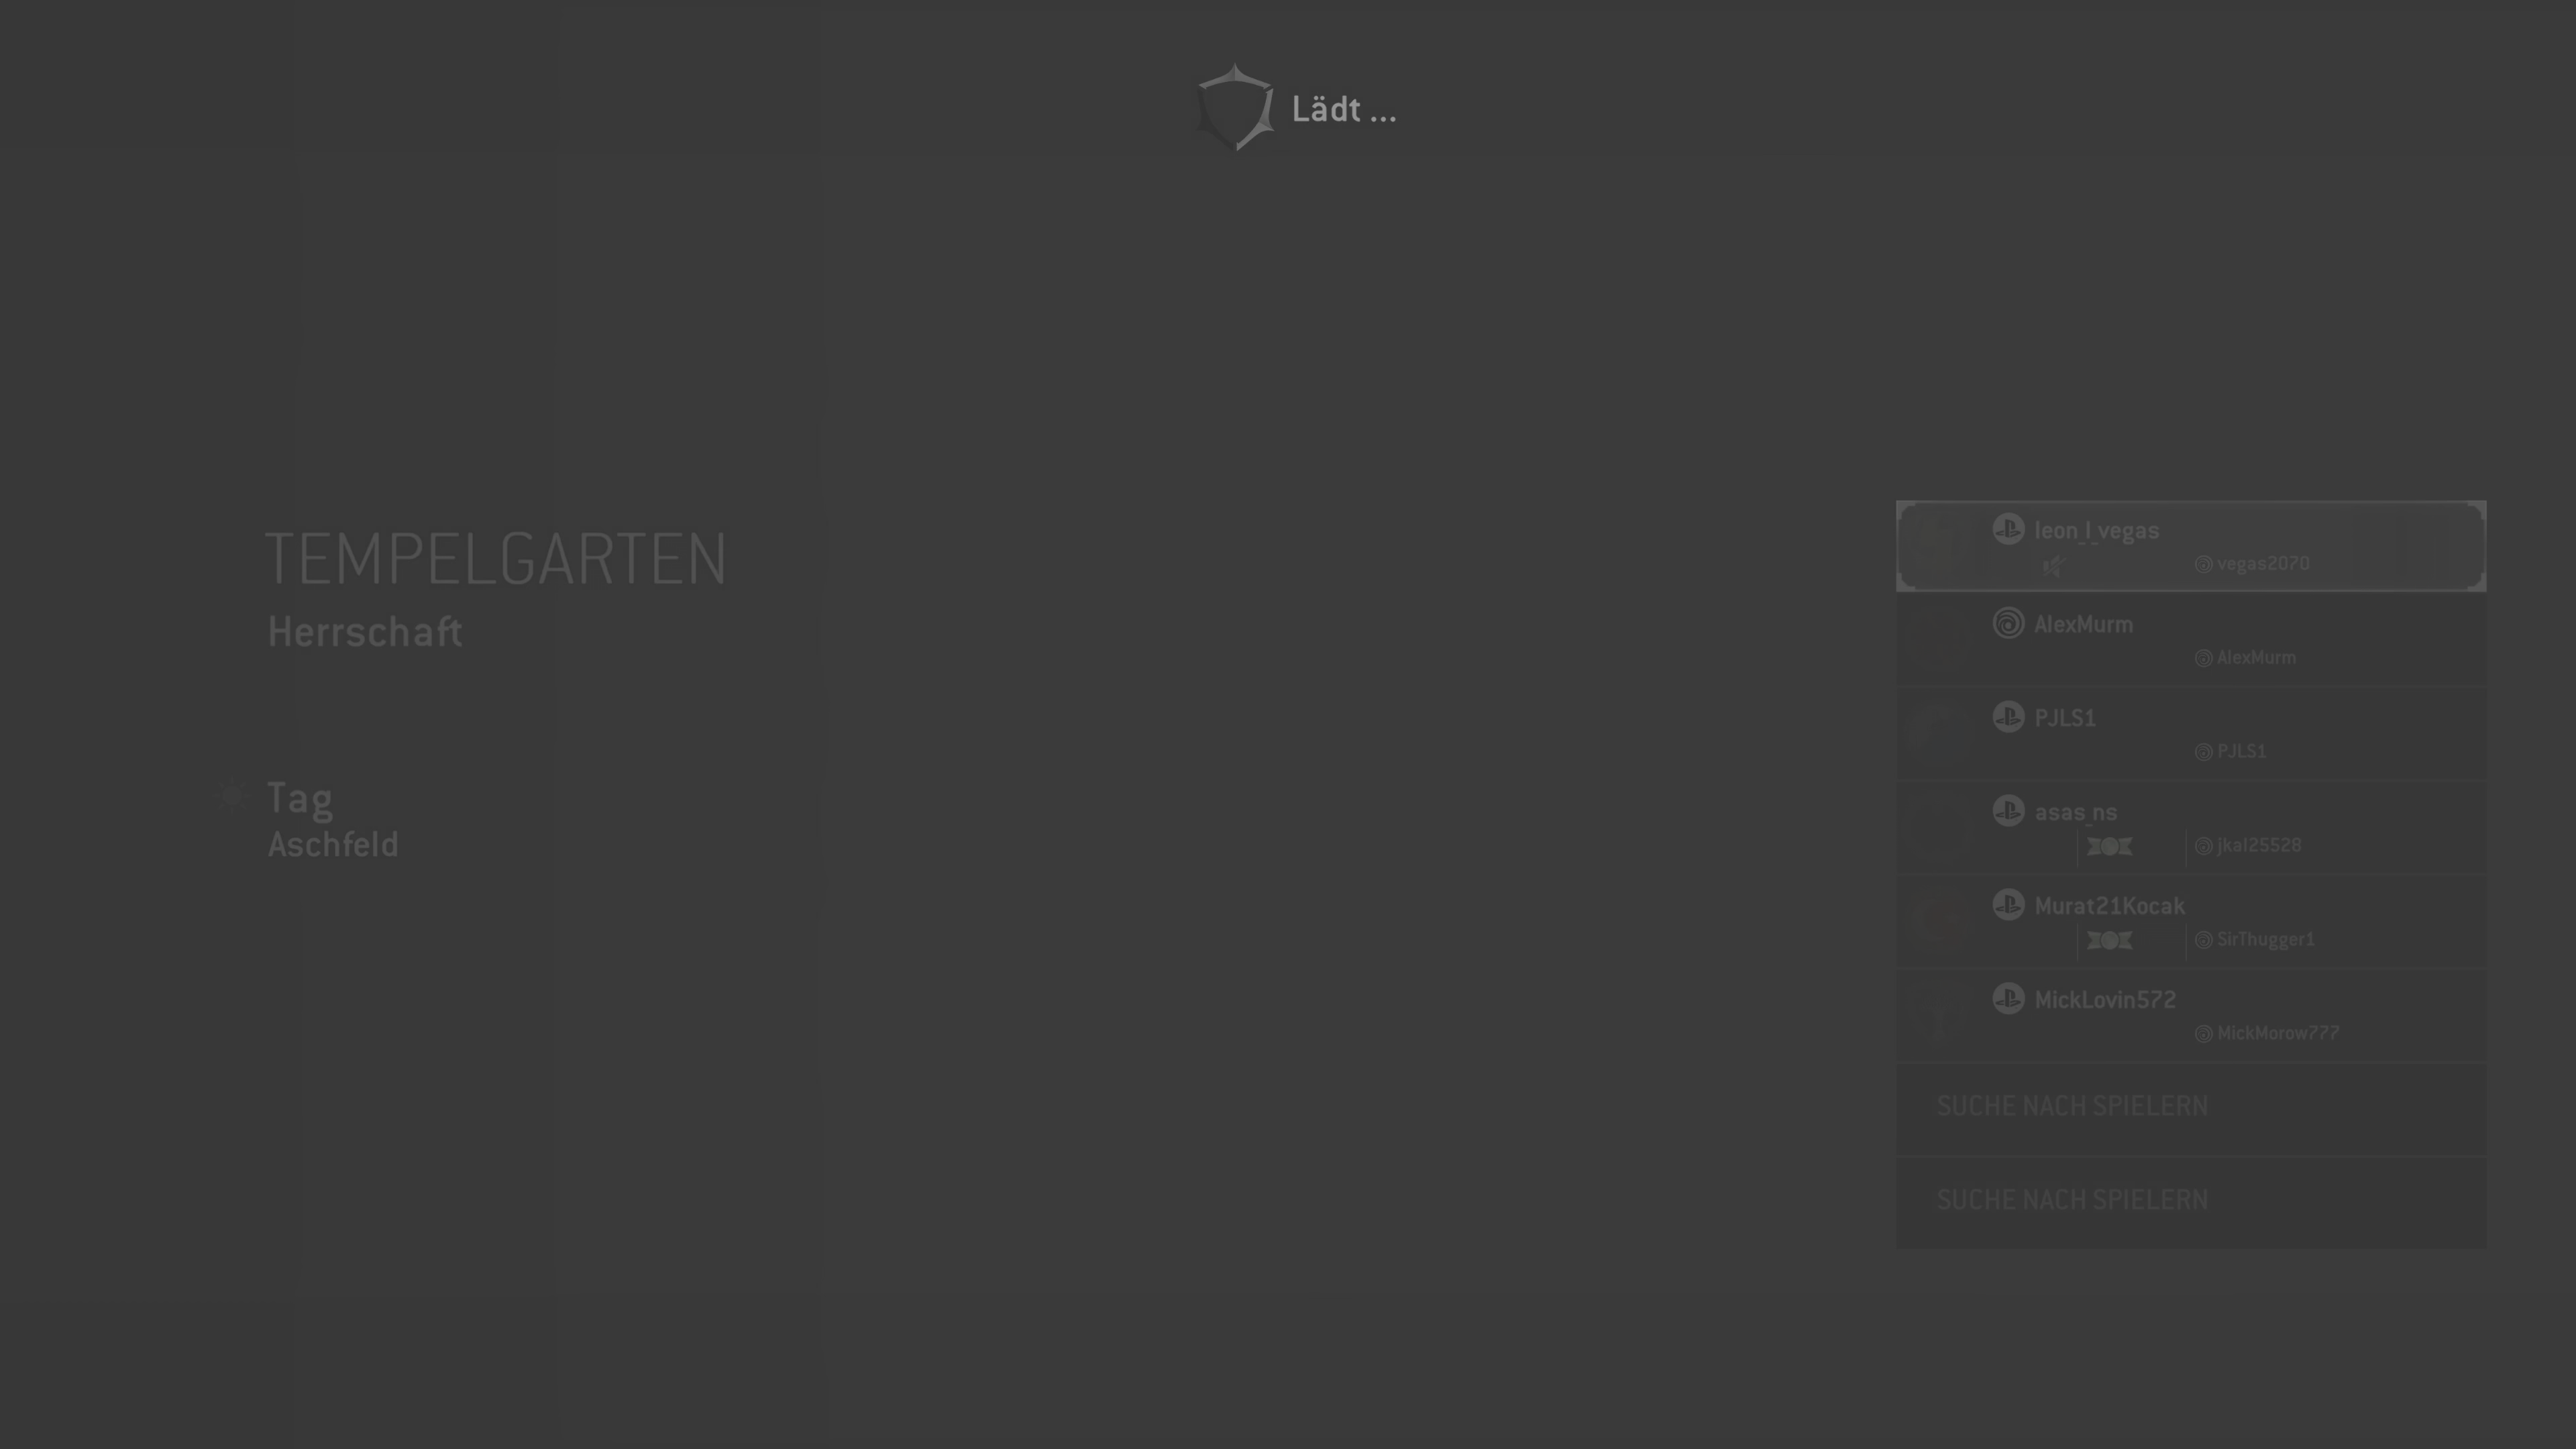 Lädt ...
TEMPELGARTEN
Herrschaft
Tag
Aschfeld
leon_l_vegas
vegas2070
AlexMurm
AlexMurm
PJLS1
PJLS1
asas_ns
jkal25528
Murat21Kocak
SirThugger1
MickLovin572
MickMorow777
SUCHE NACH SPIELERN
SUCHE NACH SPIELERN